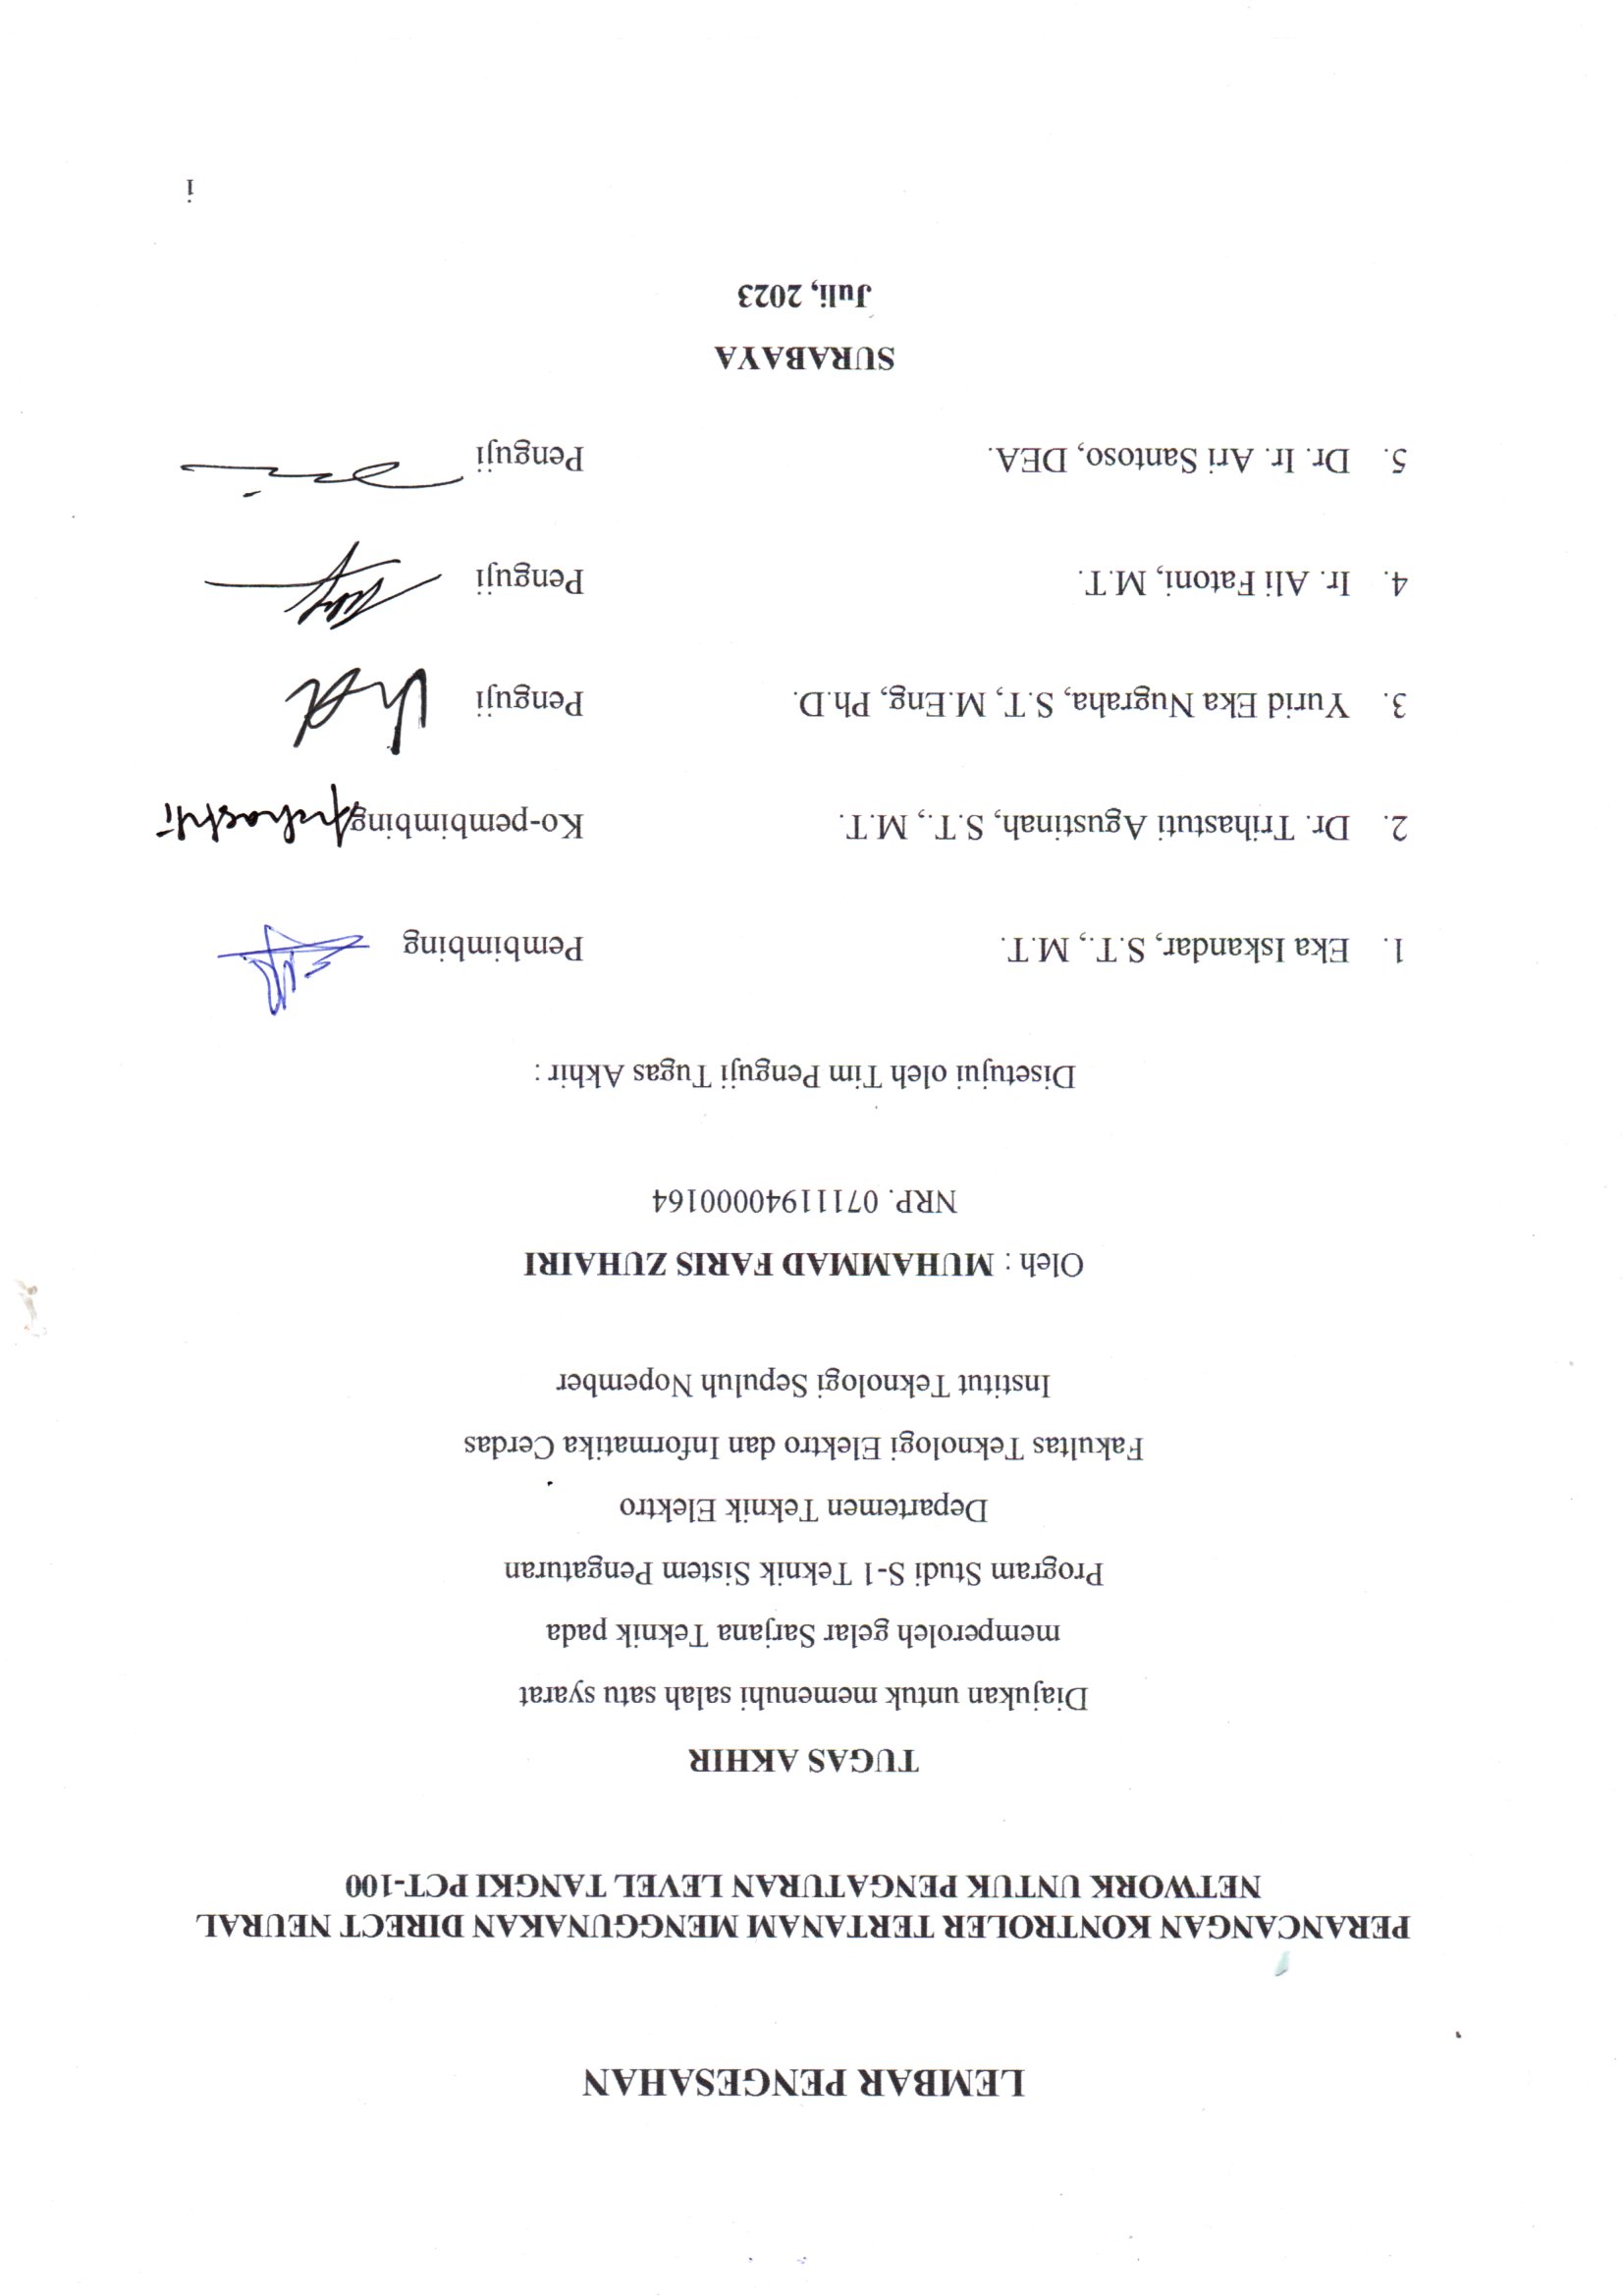 LEMBAR PENGESAHAN
PERANCANGAN KONTROLER TERTANAM MENGGUNAKAN DIRECT NEURAL
NETWORK UNTUK PENGATURAN LEVEL TANGKI PCT-100
TUGAS AKHIR
Diajukan untuk memenuhi salah satu syarat
memperoleh gelar Sarjana Teknik pada
Program Studi S-1 Teknik Sistem Pengaturan
Departemen Teknik Elektro
Fakultas Teknologi Elektro dan Informatika Cerdas
Institut Teknologi Sepuluh Nopember
Oleh : MUHAMMAD FARIS ZUHAIRI
NRP. 07111940000164
Disetujui oleh Tim Penguji Tugas Akhir :
1. Eka Iskandar, S.T., M.T. Pembimbing
2. Dr. Trihastuti Agustinah, S.T., M.T. Ko-pembimbing
3. Yurid Eka Nugraha, S.T, M.Eng, Ph.D. Penguji
4. Ir. Ali Fatoni, M.T. Penguji
5. Dr. Ir. Ari Santoso, DEA. Penguji
SURABAYA
Juli, 2023
i